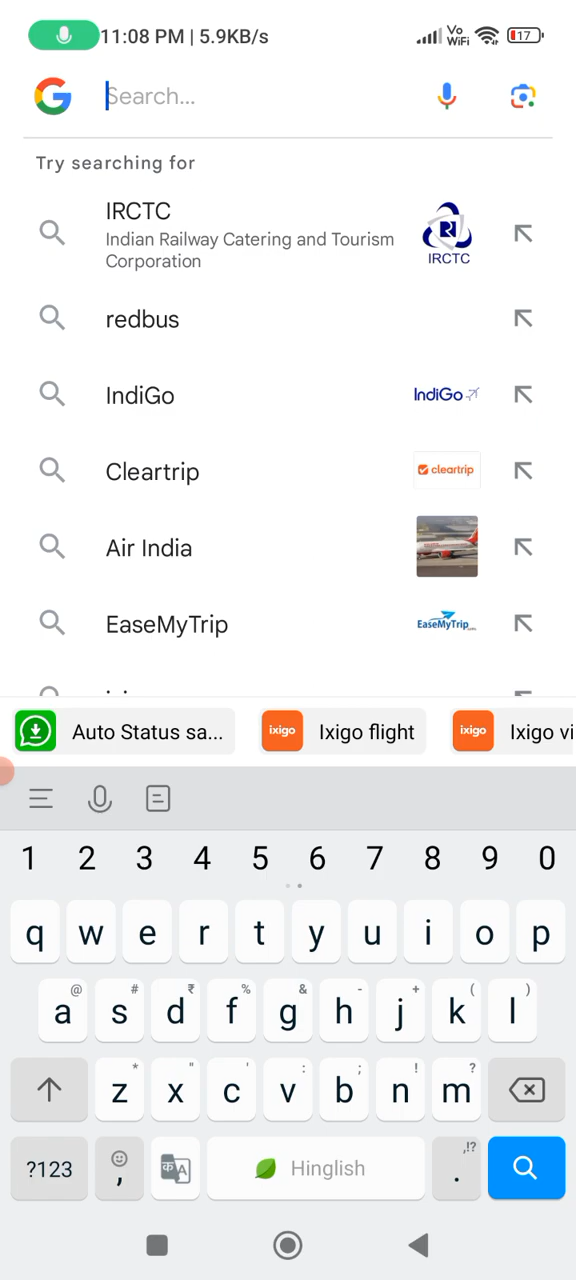 11:08 PM | 5.9KB/s Vo WiFi 17
Search...
Try searching for
IRCTC
Indian Railway Catering and Tourism
Corporation
IRCTC
redbus
IndiGo IndiGo
Cleartrip cleartrip
Air India
EaseMyTrip EaseMyTrip
Auto Status sa... ixigo Ixigo flight ixigo Ixigo vi
1 2 3 4 5 6 7 8 9 0
q w e r t y u i o p
@ # ₹ % & - + ( )
a s d f g h j k l
* " ' : ; ! ?
z x c v b n m
?123 , क A Hinglish . ,!?